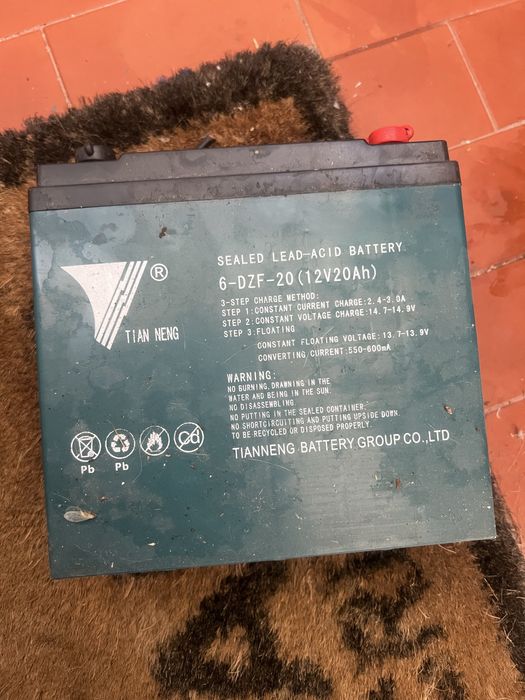 ®
TIAN NENG
SEALED LEAD-ACID BATTERY
6-DZF-20(12V20Ah)
3-STEP CHARGE METHOD:
STEP 1:CONSTANT CURRENT CHARGE:2.4-3.0A
STEP 2:CONSTANT VOLTAGE CHARGE:14.7-14.9V
STEP 3.FLOATING
CONSTANT FLOATING VOLTAGE:13.7-13.9V
CONVERTING CURRENT:550-600mA
WARNING:
NO BURNING,DRAWNING IN THE
WATER AND BEING IN THE SUN.
NO DISASSEMBLING
NO PUTTING IN THE SEALED CONTAINER
NO SHORTCIRCUITING AND PUTTING UPSIDE DOWN
TO BE RECYCLED OR DISPOSED PROPERLY.
TIANNENG BATTERY GROUP CO.,LTD
Cd
Pb
Pb